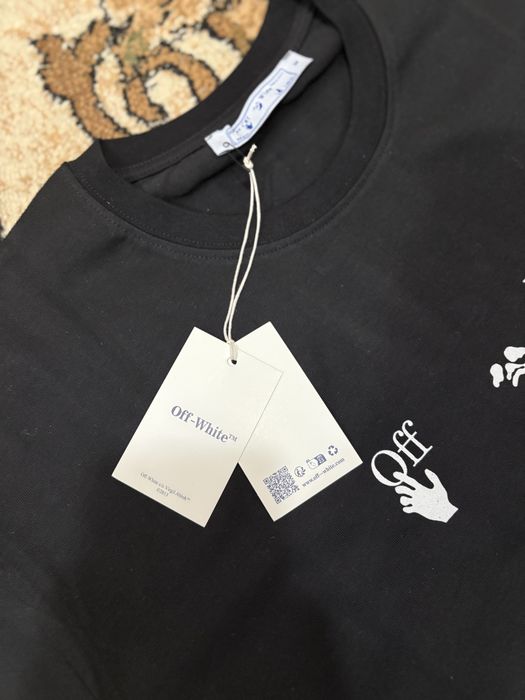 Off-White™
Off-White c/o Virgil Abloh™
©2013
www.off---white.com
Off